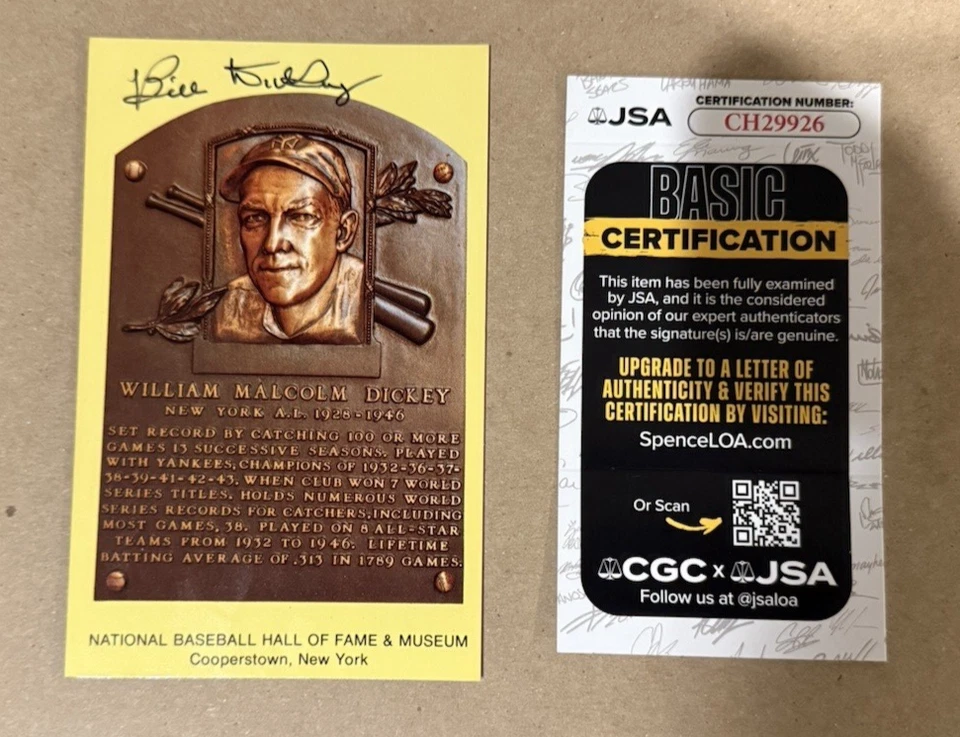 Bill Dickey
NY
WILLIAM MALCOLM DICKEY
NEW YORK A.L. 1928-1946
SET RECORD BY CATCHING 100 OR MORE
GAMES 13 SUCCESSIVE SEASONS. PLAYED
WITH YANKEES, CHAMPIONS OF 1932-36-37-
38-39-41-42-43, WHEN CLUB WON 7 WORLD
SERIES TITLES. HOLDS NUMEROUS WORLD
SERIES RECORDS FOR CATCHERS, INCLUDING
MOST GAMES, 38. PLAYED ON 8 ALL-STAR
TEAMS FROM 1932 TO 1946. LIFETIME
BATTING AVERAGE OF .313 IN 1789 GAMES.
NATIONAL BASEBALL HALL OF FAME & MUSEUM
Cooperstown, New York
JSA
CERTIFICATION NUMBER:
CH29926
BASIC
CERTIFICATION
This item has been fully examined
by JSA, and it is the considered
opinion of our expert authenticators
that the signature(s) is/are genuine.
UPGRADE TO A LETTER OF
AUTHENTICITY & VERIFY THIS
CERTIFICATION BY VISITING:
SpenceLOA.com
Or Scan
CGC x JSA
Follow us at @jsaloa